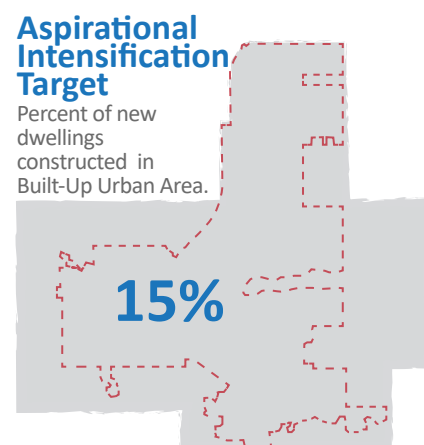 Aspirational
Intensification
Target
Percent of new
dwellings
constructed in
Built-Up Urban Area.
15%